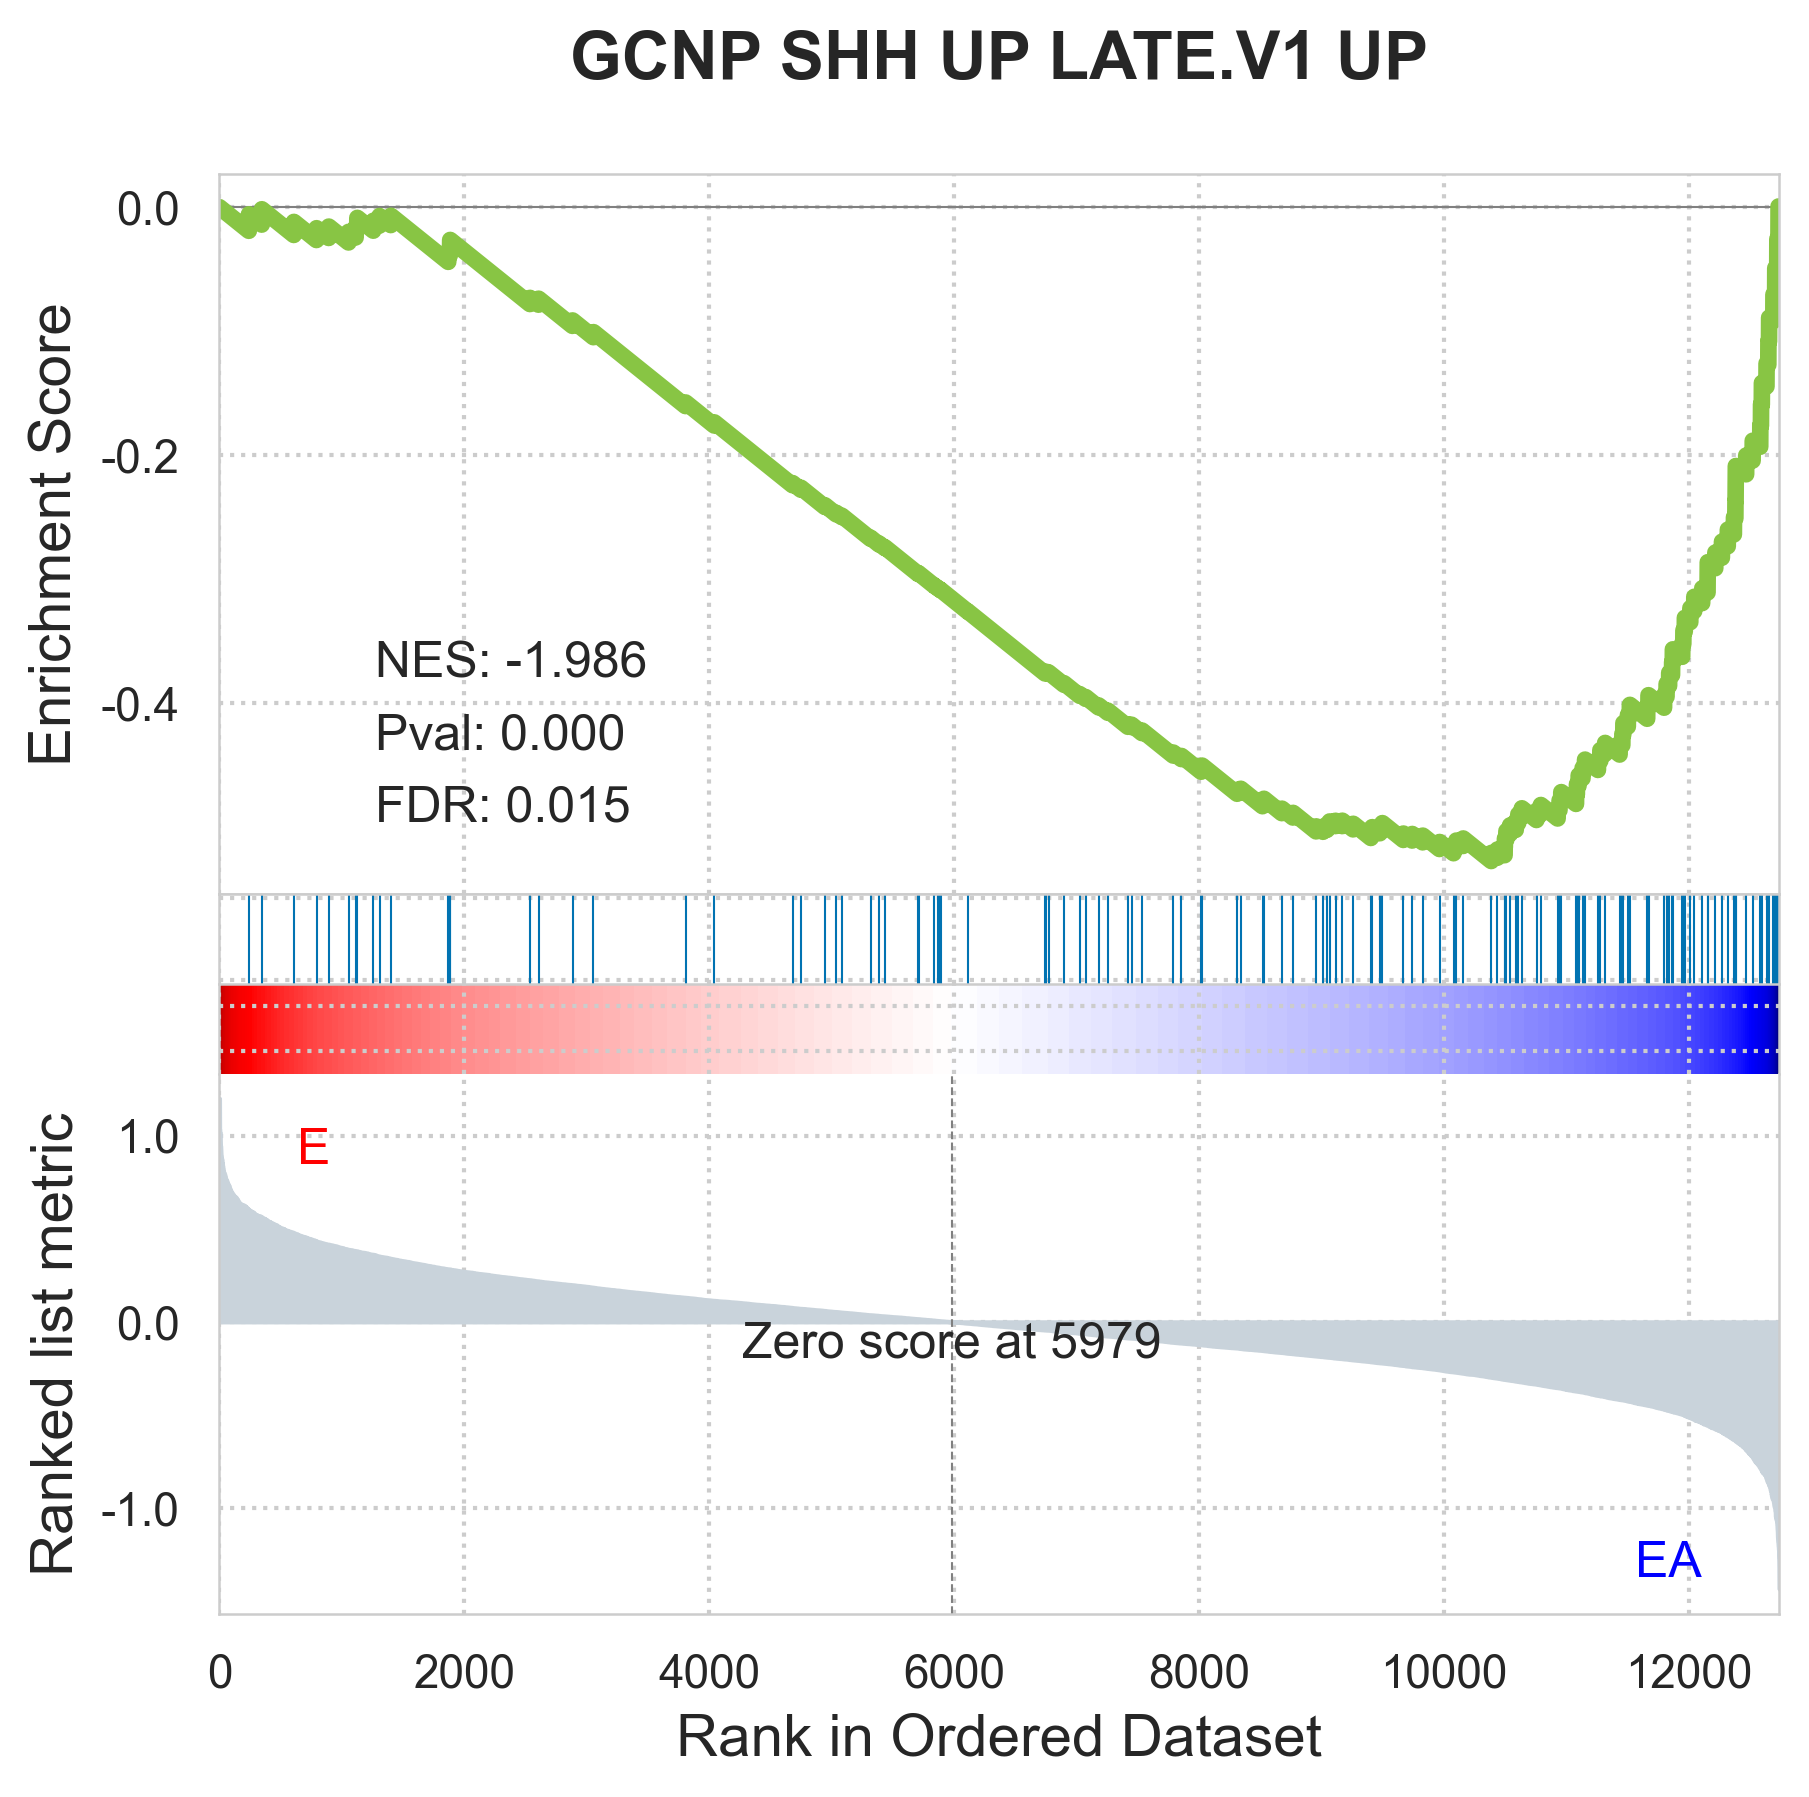 GCNP SHH UP LATE.V1 UP
Enrichment Score
0.0
-0.2
-0.4
NES: -1.986
Pval: 0.000
FDR: 0.015
Ranked list metric
1.0
0.0
-1.0
E
Zero score at 5979
EA
0 2000 4000 6000 8000 10000 12000
Rank in Ordered Dataset